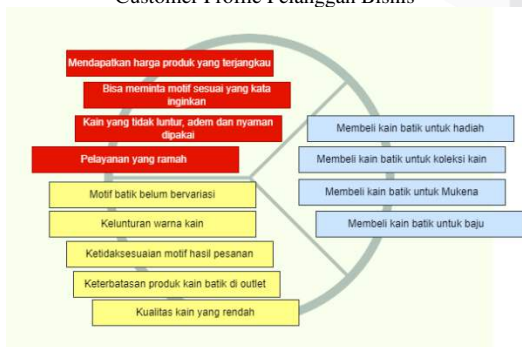 Customer Profile Pelanggan Bisnis
Mendapatkan harga produk yang terjangkau
Bisa meminta motif sesuai yang kata
inginkan
Kain yang tidak luntur, adem dan nyaman
dipakai
Pelayanan yang ramah
Motif batik belum bervariasi
Kelunturan warna kain
Ketidaksesuaian motif hasil pesanan
Keterbatasan produk kain batik di outlet
Kualitas kain yang rendah
Membeli kain batik untuk hadiah
Membeli kain batik untuk koleksi kain
Membeli kain batik untuk Mukena
Membeli kain batik untuk baju